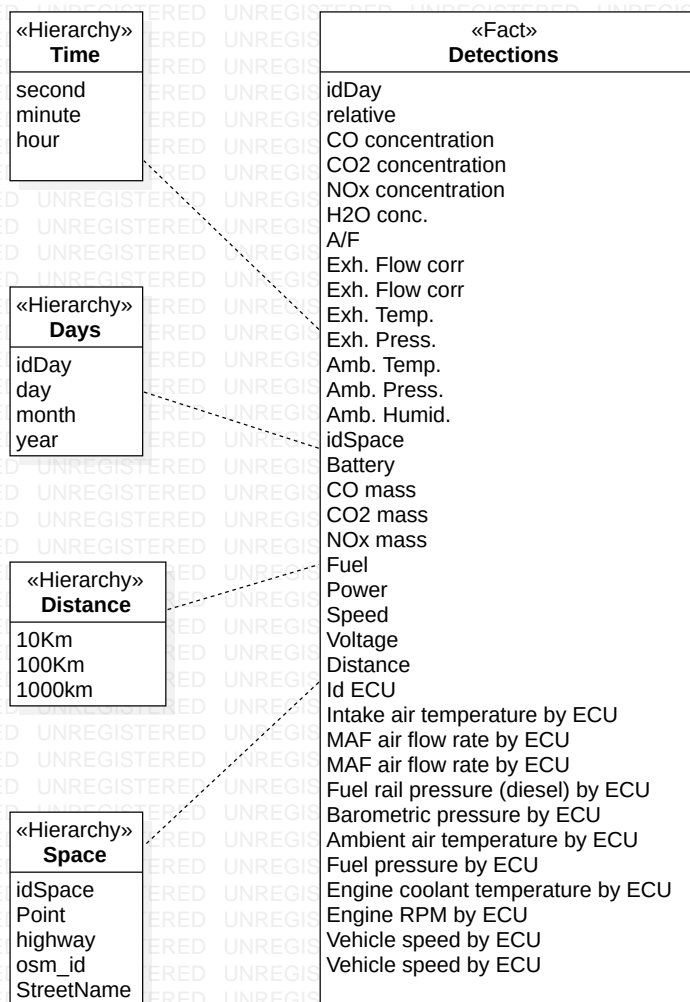 «Hierarchy»
Time
second
minute
hour
«Hierarchy»
Days
idDay
day
month
year
«Hierarchy»
Distance
10Km
100Km
1000km
«Hierarchy»
Space
idSpace
Point
highway
osm_id
StreetName
«Fact»
Detections
idDay
relative
CO concentration
CO2 concentration
NOx concentration
H2O conc.
A/F
Exh. Flow corr
Exh. Flow corr
Exh. Temp.
Exh. Press.
Amb. Temp.
Amb. Press.
Amb. Humid.
idSpace
Battery
CO mass
CO2 mass
NOx mass
Fuel
Power
Speed
Voltage
Distance
Id ECU
Intake air temperature by ECU
MAF air flow rate by ECU
MAF air flow rate by ECU
Fuel rail pressure (diesel) by ECU
Barometric pressure by ECU
Ambient air temperature by ECU
Fuel pressure by ECU
Engine coolant temperature by ECU
Engine RPM by ECU
Vehicle speed by ECU
Vehicle speed by ECU
UNREGISTERED